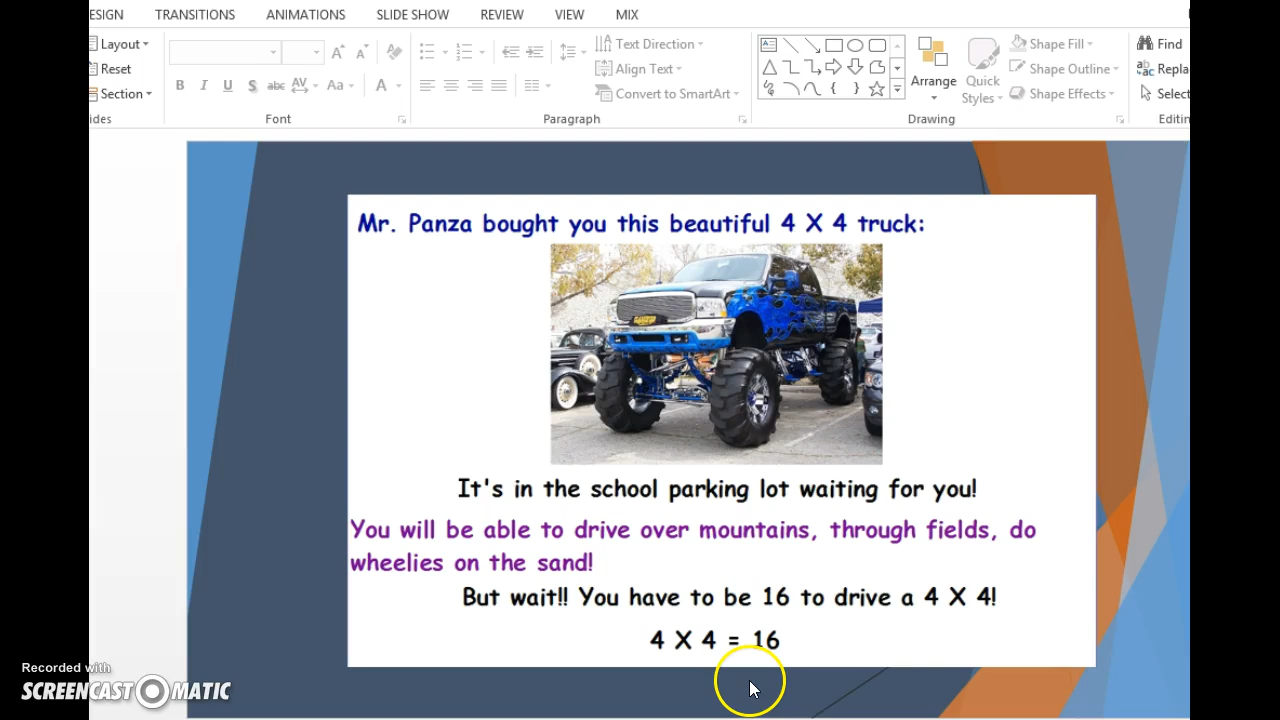 ESIGN TRANSITIONS ANIMATIONS SLIDE SHOW REVIEW VIEW MIX
Layout Text Direction Shape Fill Find
Reset Align Text Arrange Quick Styles Shape Outline Repla
Section B I U S abc AV Aa A Convert to SmartArt Shape Effects Select
ides Font Paragraph Drawing Editin
Mr. Panza bought you this beautiful 4 X 4 truck:
It's in the school parking lot waiting for you!
You will be able to drive over mountains, through fields, do
wheelies on the sand!
But wait!! You have to be 16 to drive a 4 X 4!
4 X 4 = 16
Recorded with
SCREENCAST MATIC